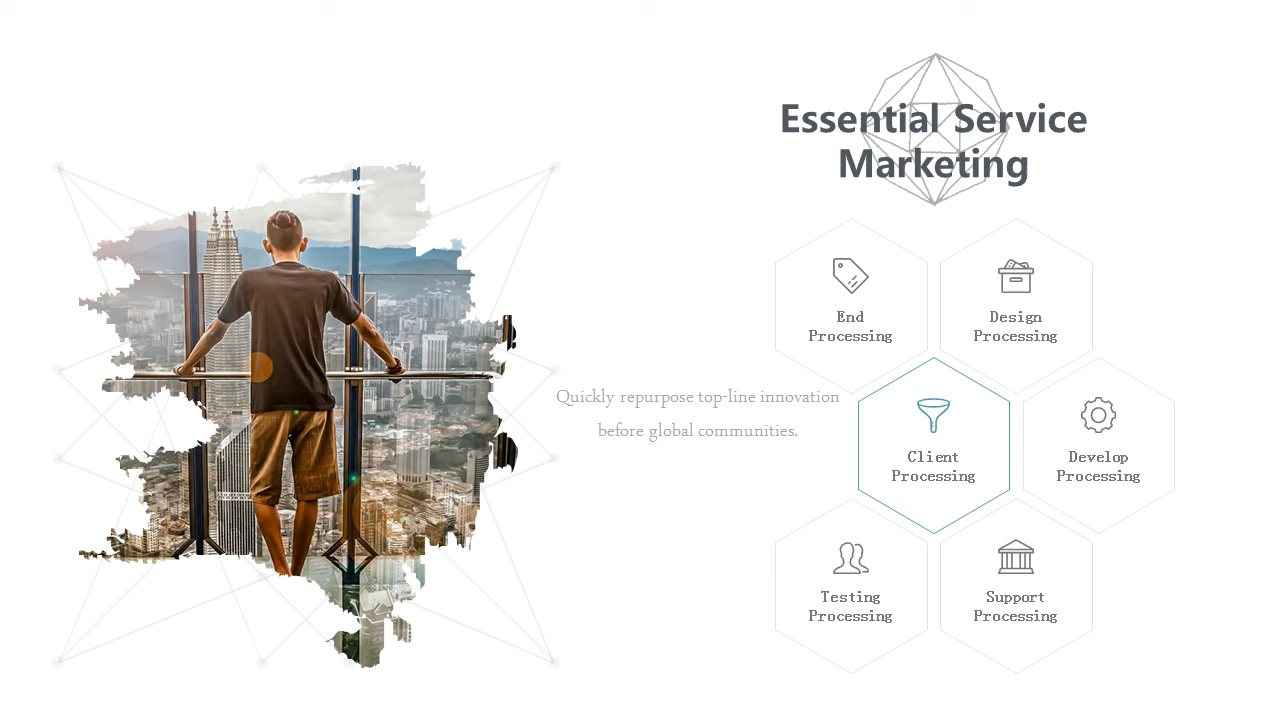 Essential Service
Marketing
End
Processing
Design
Processing
Quickly repurpose top-line innovation
before global communities.
Client
Processing
Develop
Processing
Testing
Processing
Support
Processing